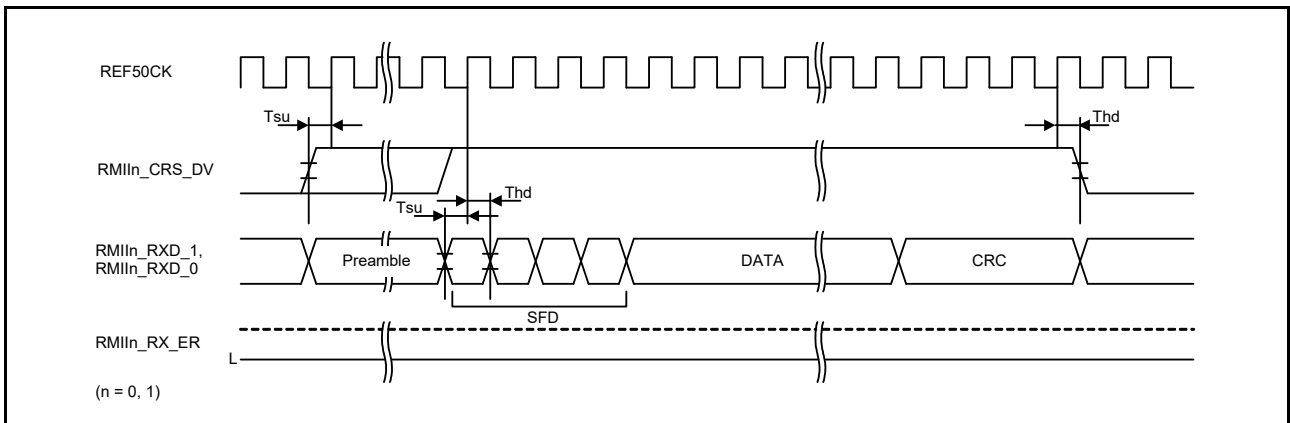 REF50CK
Tsu
Thd
RMIIn_CRS_DV
Thd
Tsu
RMIIn_RXD_1,
RMIIn_RXD_0
Preamble
DATA
CRC
SFD
RMIIn_RX_ER
L
(n = 0, 1)